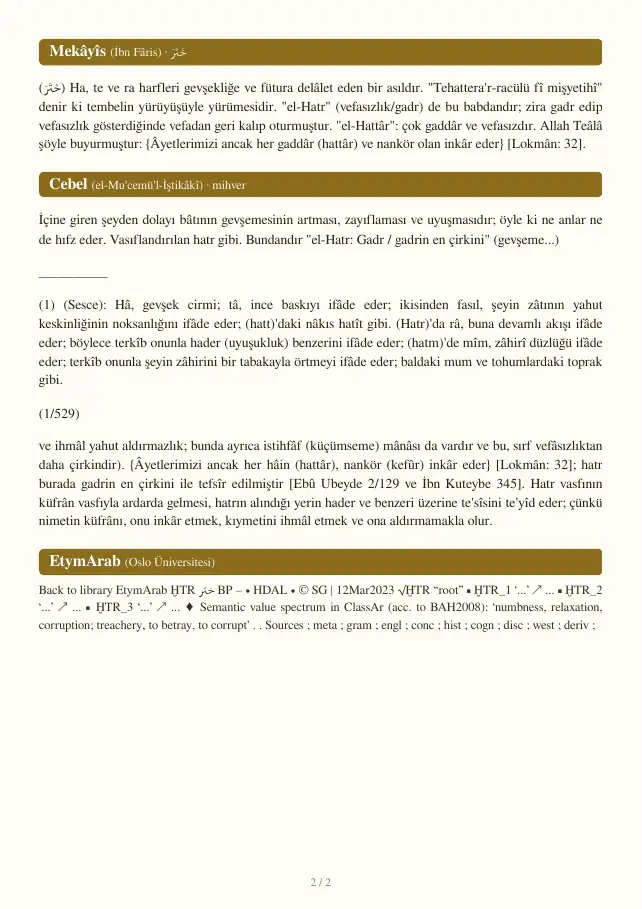 Mekâyîs (İbn Fâris) · خَتَرَ
(خَتَرَ) Ha, te ve ra harfleri gevşekliğe ve fütura delâlet eden bir asıldır. "Tehattera'r-racülü fî mişyetihî"
denir ki tembelin yürüyüşüyle yürümesidir. "el-Hatr" (vefasızlık/gadr) de bu babdandır; zira gadr edip
vefasızlık gösterdiğinde vefadan geri kalıp oturmuştur. "el-Hattâr": çok gaddâr ve vefasızdır. Allah Teâlâ
şöyle buyurmuştur: {Âyetlerimizi ancak her gaddâr (hattâr) ve nankör olan inkâr eder} [Lokmân: 32].
Cebel (el-Mu'cemü'l-İştikâkî) · mihver
İçine giren şeyden dolayı bâtının gevşemesinin artması, zayıflaması ve uyuşmasıdır; öyle ki ne anlar ne
de hıfz eder. Vasıflandırılan hatr gibi. Bundandır "el-Hatr: Gadr / gadrin en çirkini" (gevşeme...)
___________
(1) (Sesce): Hâ, gevşek cirmi; tâ, ince baskıyı ifâde eder; ikisinden fasıl, şeyin zâtının yahut
keskinliğinin noksanlığını ifâde eder; (hatt)'daki nâkıs hatît gibi. (Hatr)'da râ, buna devamlı akışı ifâde
eder; böylece terkîb onunla hader (uyuşukluk) benzerini ifâde eder; (hatm)'de mîm, zâhirî düzlüğü ifâde
eder; terkîb onunla şeyin zâhirini bir tabakayla örtmeyi ifâde eder; baldaki mum ve tohumlardaki toprak
gibi.
(1/529)
ve ihmâl yahut aldırmazlık; bunda ayrıca istihfâf (küçümseme) mânâsı da vardır ve bu, sırf vefâsızlıktan
daha çirkindir). {Âyetlerimizi ancak her hâin (hattâr), nankör (kefûr) inkâr eder} [Lokmân: 32]; hatr
burada gadrin en çirkini ile tefsîr edilmiştir [Ebû Ubeyde 2/129 ve İbn Kuteybe 345]. Hatr vasfının
küfrân vasfıyla ardarda gelmesi, hatrın alındığı yerin hader ve benzeri üzerine te'sîsini te'yîd eder; çünkü
nimetin küfrânı, onu inkâr etmek, kıymetini ihmâl etmek ve ona aldırmamakla olur.
EtymArab (Oslo Üniversitesi)
Back to library EtymArab ḪTR خَتَر BP – • HDAL • © SG | 12Mar2023 √ḪTR “root” ▪ ḪTR_1 ‘...’ ↗ ... ▪ ḪTR_2
‘...’ ↗ ... ▪ ḪTR_3 ‘...’ ↗ ... ♦ Semantic value spectrum in ClassAr (acc. to BAH2008): ‘numbness, relaxation,
corruption; treachery, to betray, to corrupt’ . . Sources ; meta ; gram ; engl ; conc ; hist ; cogn ; disc ; west ; deriv ;
2 / 2